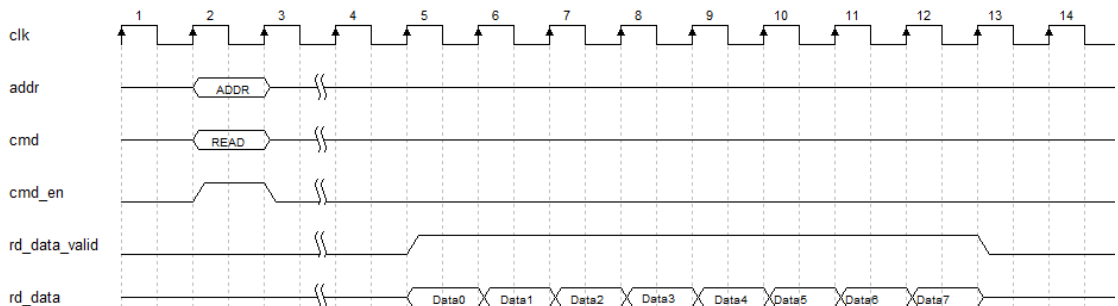 1 2 3 4 5 6 7 8 9 10 11 12 13 14
clk
addr ADDR
cmd READ
cmd_en
rd_data_valid
rd_data Data0 Data1 Data2 Data3 Data4 Data5 Data6 Data7